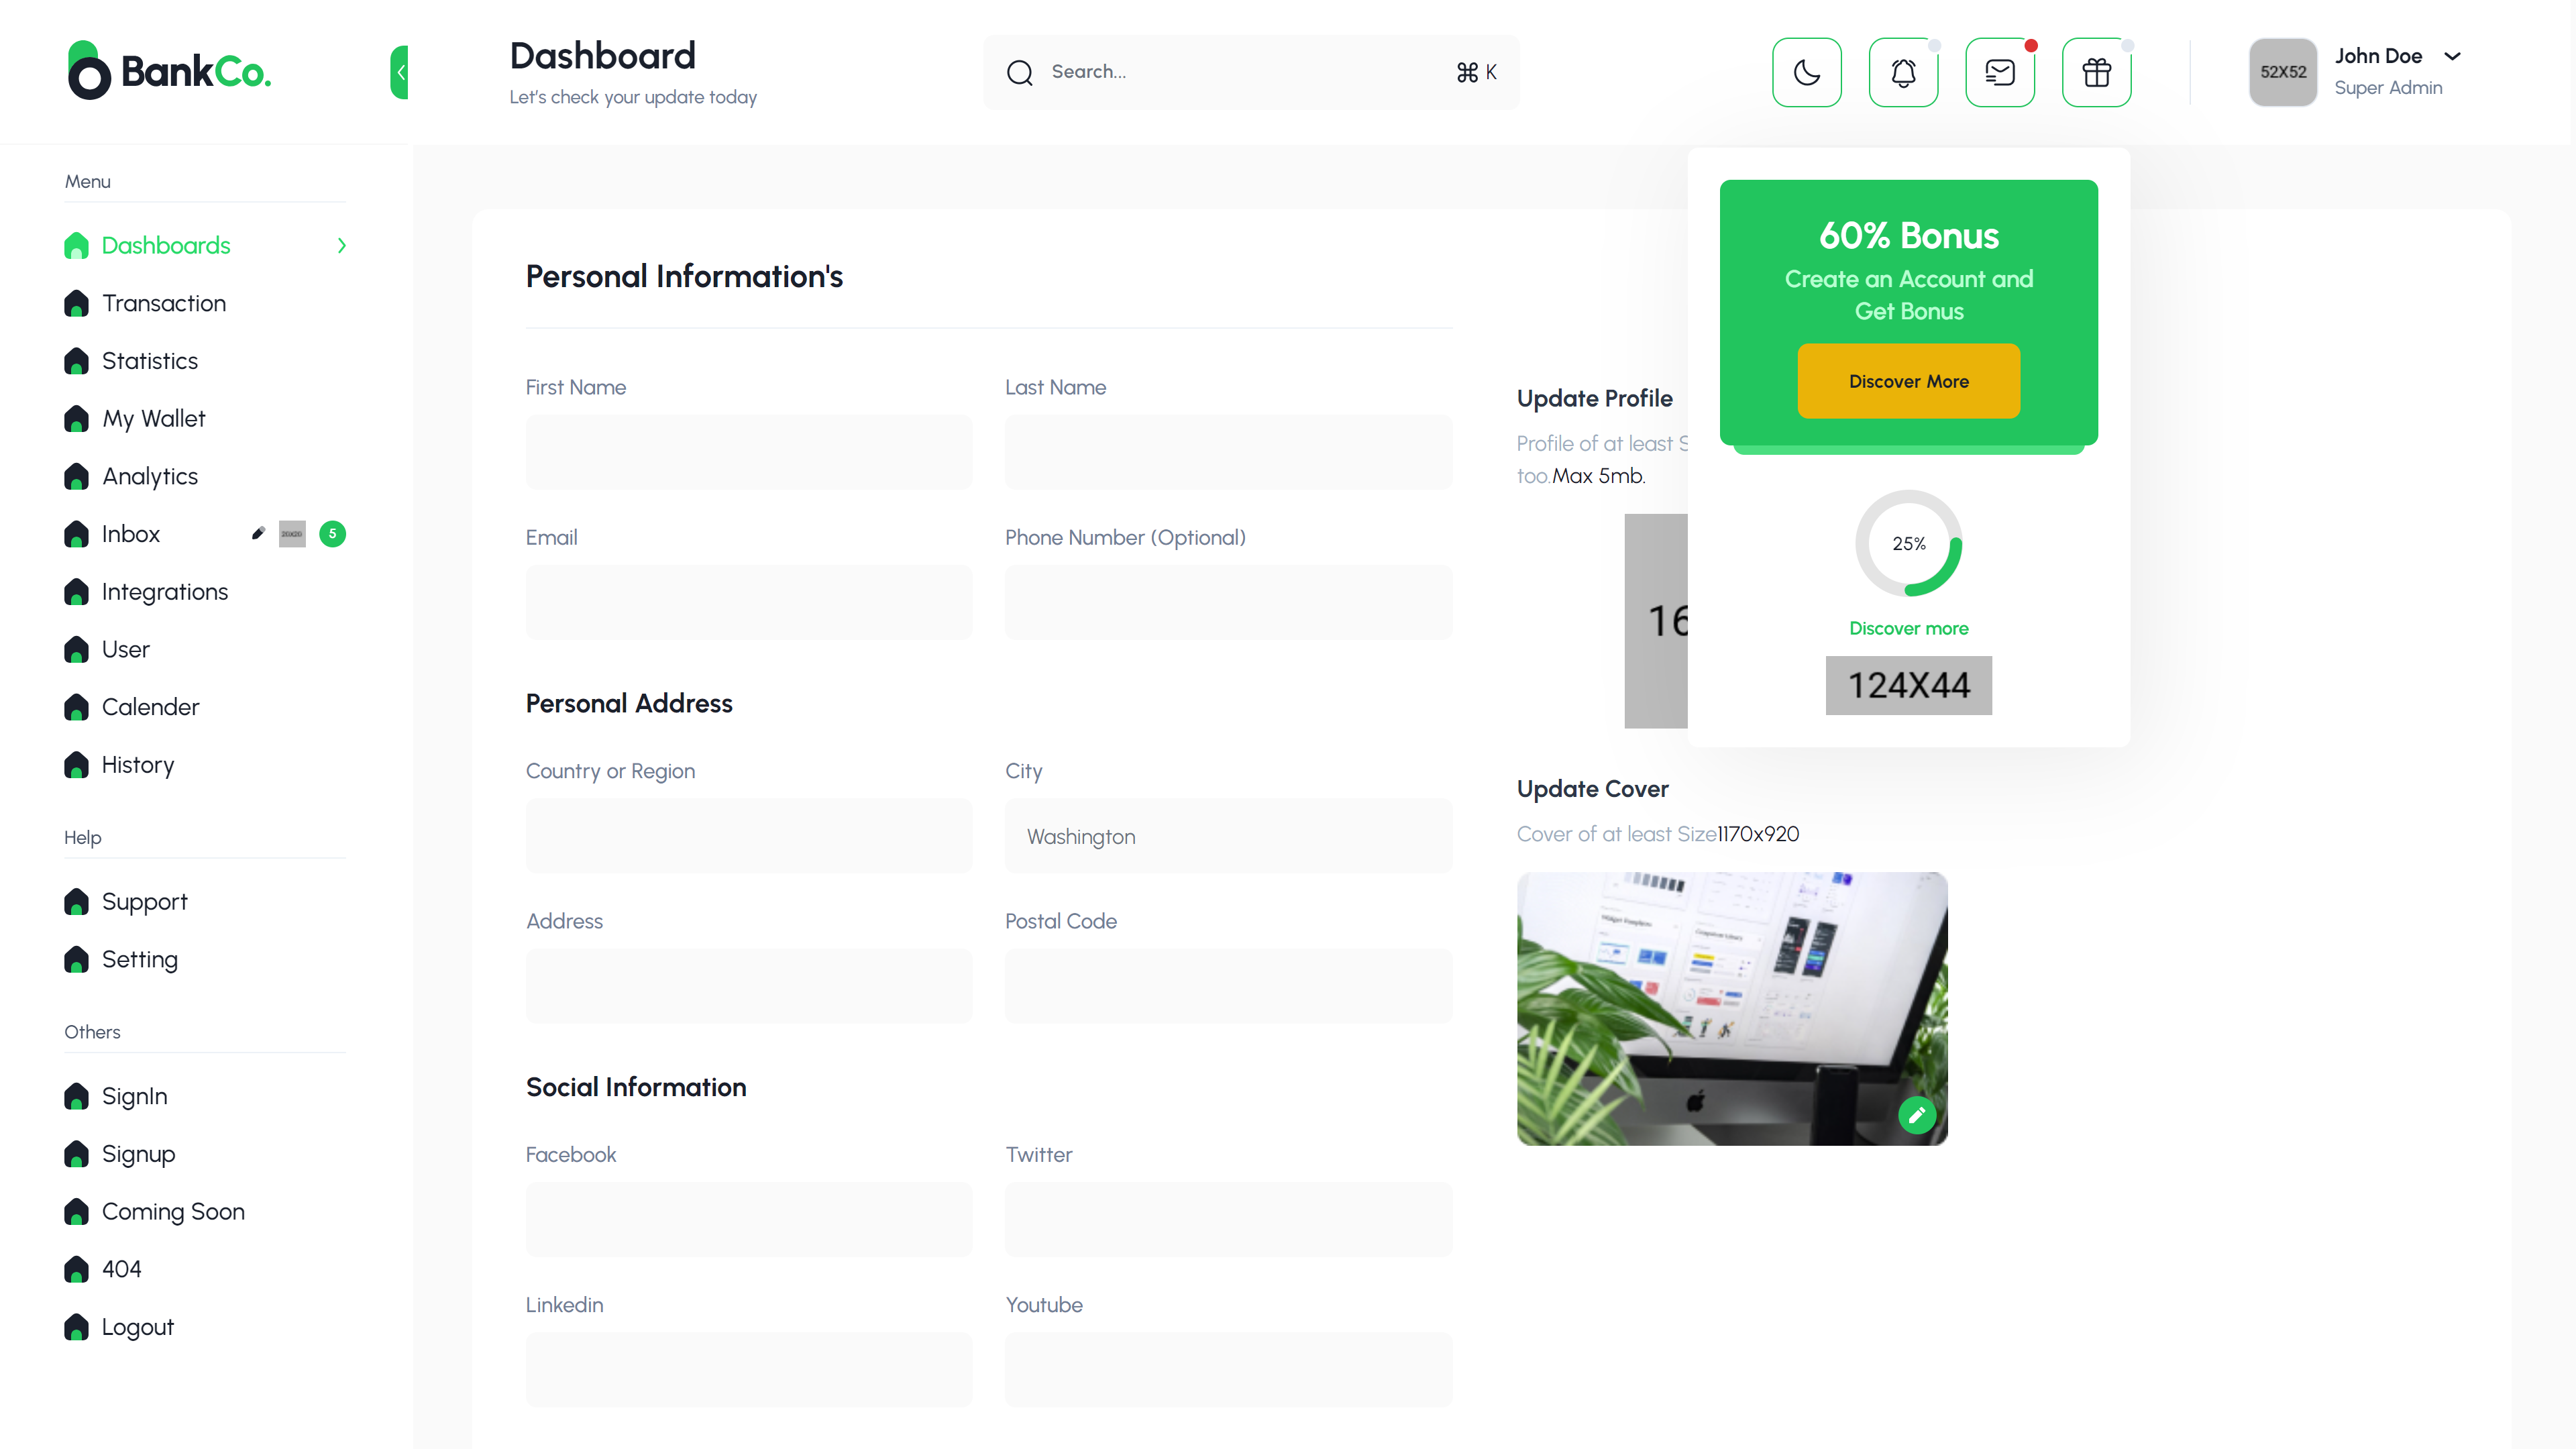 BankCo.
Dashboard
Let's check your update today
Search...
⌘ K
52X52
John Doe
Super Admin
Menu
Dashboards
Transaction
Statistics
My Wallet
Analytics
Inbox
20X20
5
Integrations
User
Calender
History
Help
Support
Setting
Others
SignIn
Signup
Coming Soon
404
Logout
Personal Information's
First Name
Last Name
Email
Phone Number (Optional)
Personal Address
Country or Region
City
Washington
Address
Postal Code
Social Information
Facebook
Twitter
Linkedin
Youtube
Update Profile
Profile of at least S
too.Max 5mb.
16
60% Bonus
Create an Account and
Get Bonus
Discover More
25%
Discover more
124X44
Update Cover
Cover of at least Size1170x920